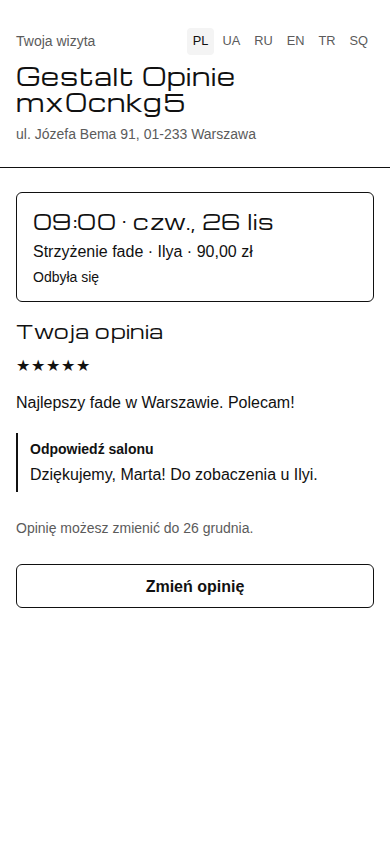 Twoja wizyta
PL UA RU EN TR SQ
Gestalt Opinie
mx0cnkg5
ul. Józefa Bema 91, 01-233 Warszawa
09:00 · czw., 26 lis
Strzyżenie fade · Ilya · 90,00 zł
Odbyła się
Twoja opinia
★★★★★
Najlepszy fade w Warszawie. Polecam!
Odpowiedź salonu
Dziękujemy, Marta! Do zobaczenia u Ilyi.
Opinię możesz zmienić do 26 grudnia.
Zmień opinię